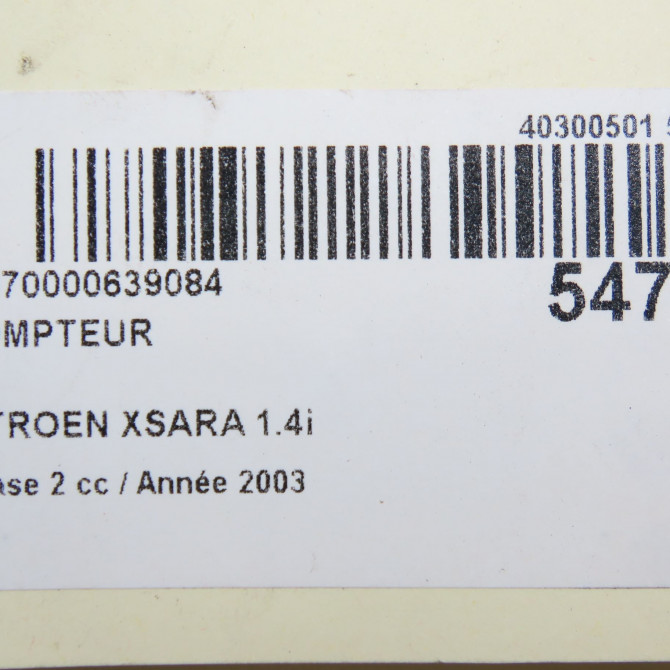 40300501
70000639084
547
MPTEUR
TROEN XSARA 1.4i
ase 2 cc / Année 2003